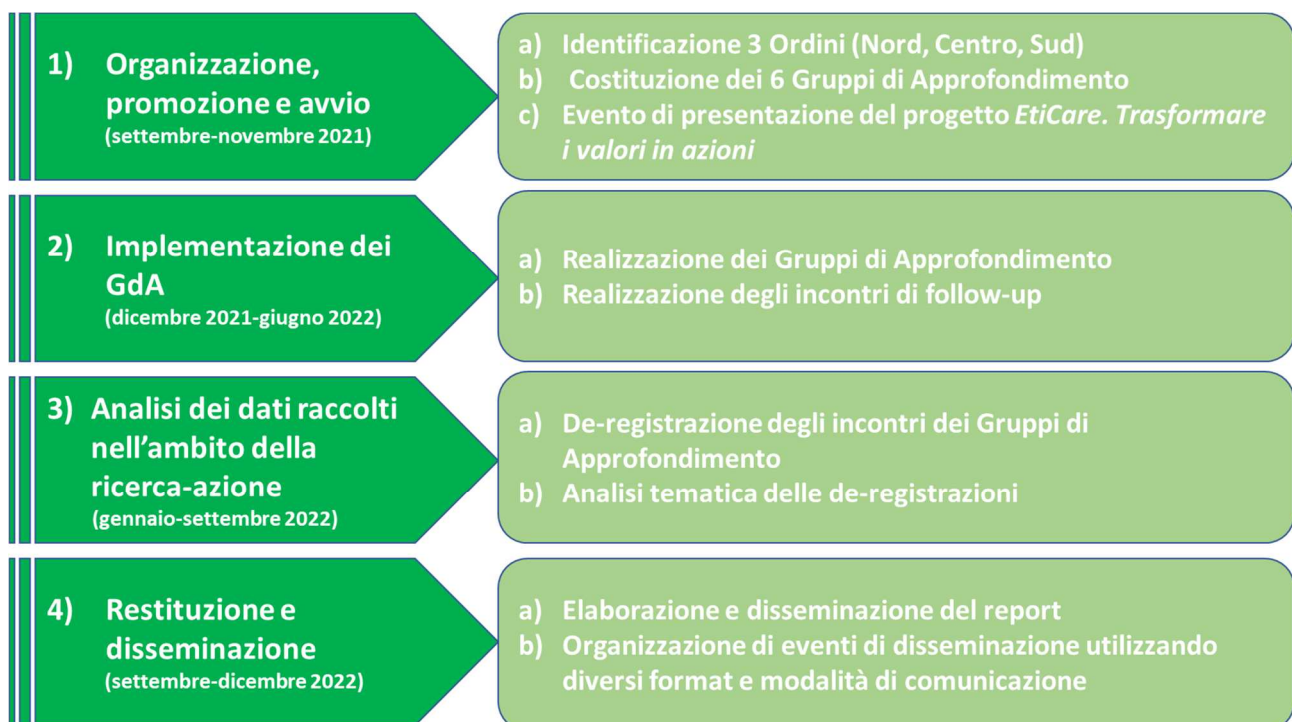 1) Organizzazione,
promozione e avvio
(settembre-novembre 2021)
a) Identificazione 3 Ordini (Nord, Centro, Sud)
b) Costituzione dei 6 Gruppi di Approfondimento
c) Evento di presentazione del progetto EtiCare. Trasformare
i valori in azioni
2) Implementazione dei
GdA
(dicembre 2021-giugno 2022)
a) Realizzazione dei Gruppi di Approfondimento
b) Realizzazione degli incontri di follow-up
3) Analisi dei dati raccolti
nell'ambito della
ricerca-azione
(gennaio-settembre 2022)
a) De-registrazione degli incontri dei Gruppi di
Approfondimento
b) Analisi tematica delle de-registrazioni
4) Restituzione e
disseminazione
(settembre-dicembre 2022)
a) Elaborazione e disseminazione del report
b) Organizzazione di eventi di disseminazione utilizzando
diversi format e modalità di comunicazione